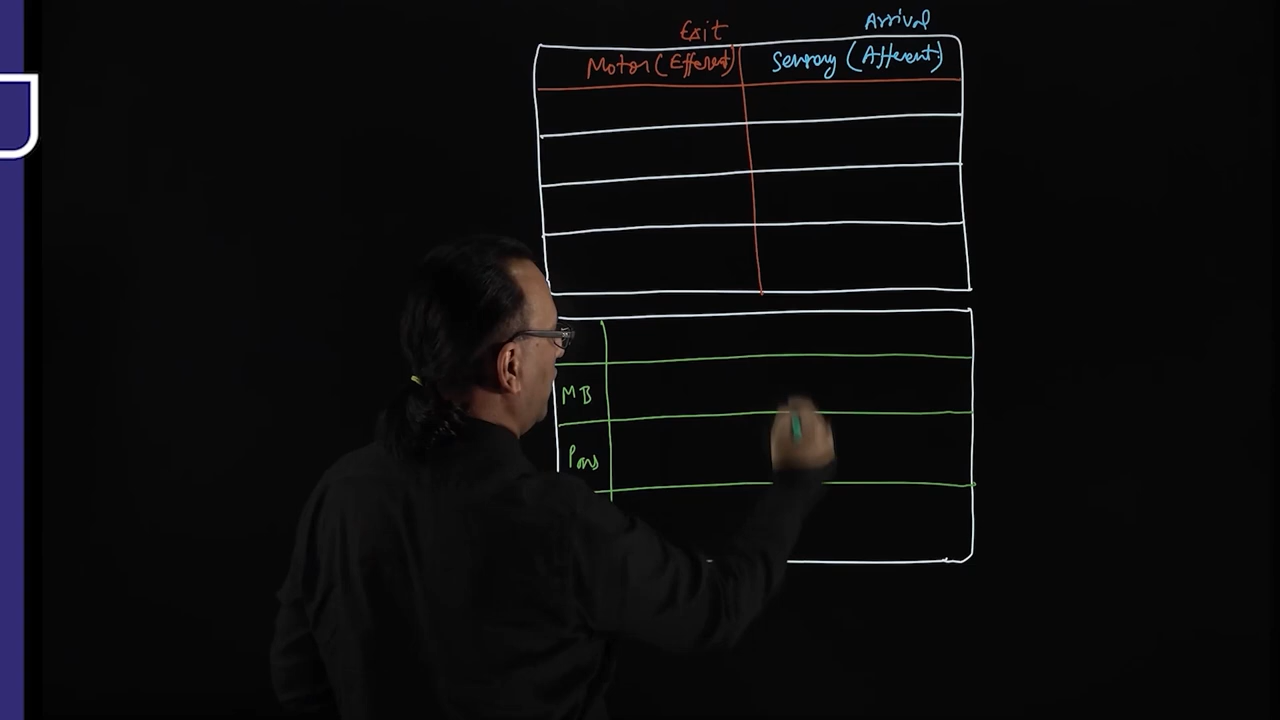 Exit
Arrival
Motor (Efferent)
Sensory (Afferent)
MB
Pons